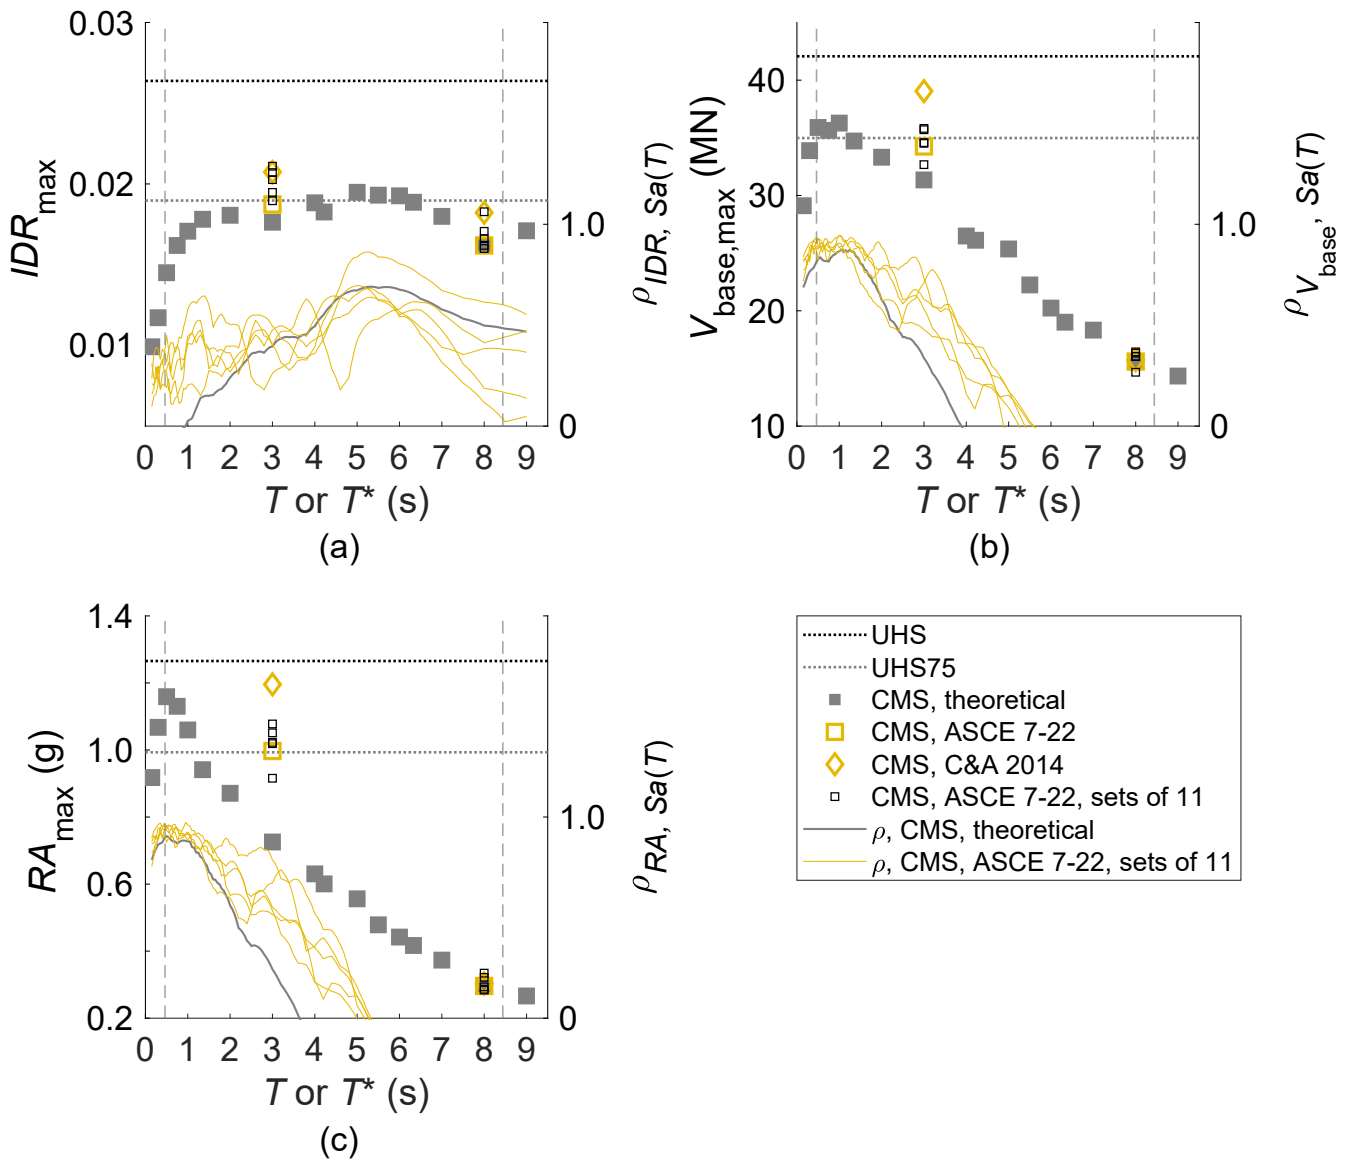 0.03
0.02
0.01
IDRmax
1.0
0
ρIDR, Sa(T)
0 1 2 3 4 5 6 7 8 9
T or T* (s)
(a)
40
30
20
10
Vbase,max (MN)
1.0
0
ρVbase, Sa(T)
0 1 2 3 4 5 6 7 8 9
T or T* (s)
(b)
1.4
1.0
0.6
0.2
RAmax (g)
1.0
0
ρRA, Sa(T)
0 1 2 3 4 5 6 7 8 9
T or T* (s)
(c)
UHS
UHS75
CMS, theoretical
CMS, ASCE 7-22
CMS, C&A 2014
CMS, ASCE 7-22, sets of 11
ρ, CMS, theoretical
ρ, CMS, ASCE 7-22, sets of 11